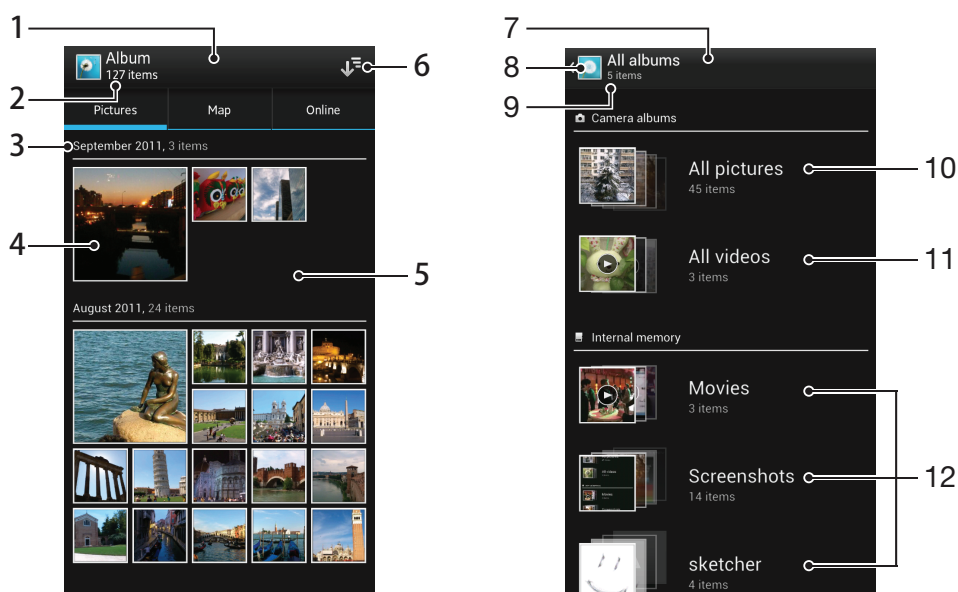 1
Album
127 items
6
2
Pictures
Map
Online
3
September 2011, 3 items
4
5
August 2011, 24 items
7
8
All albums
5 items
9
Camera albums
All pictures
45 items
10
All videos
3 items
11
Internal memory
Movies
3 items
Screenshots
14 items
12
sketcher
4 items